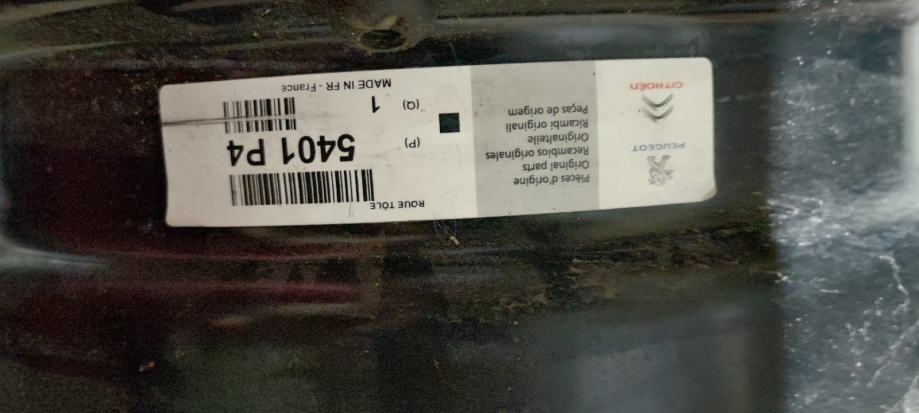 PEUGEOT
CITROËN
Pièces d'origine
Original parts
Recambios originales
Originalteile
Ricambi originali
Peças de origem
ROUE TÔLE
(P) 5401 P4
(Q) 1
MADE IN FR - France